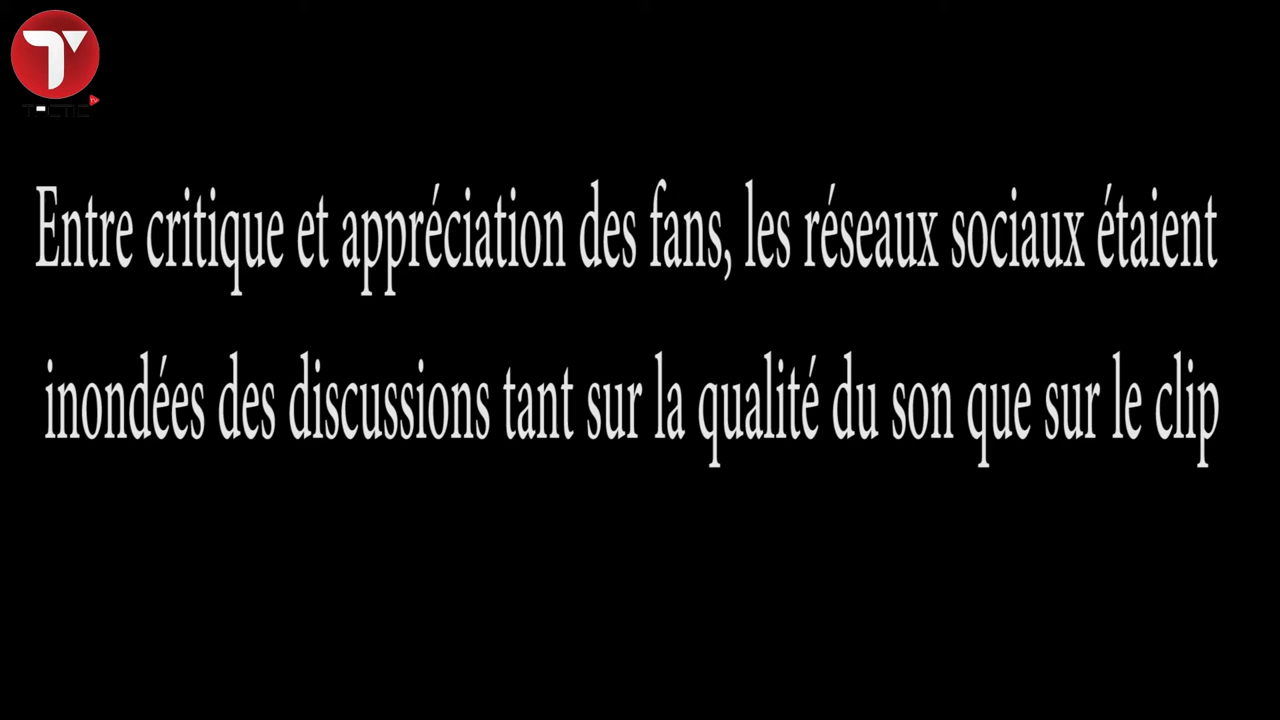 Entre critique et appréciation des fans, les réseaux sociaux étaient
inondées des discussions tant sur la qualité du son que sur le clip